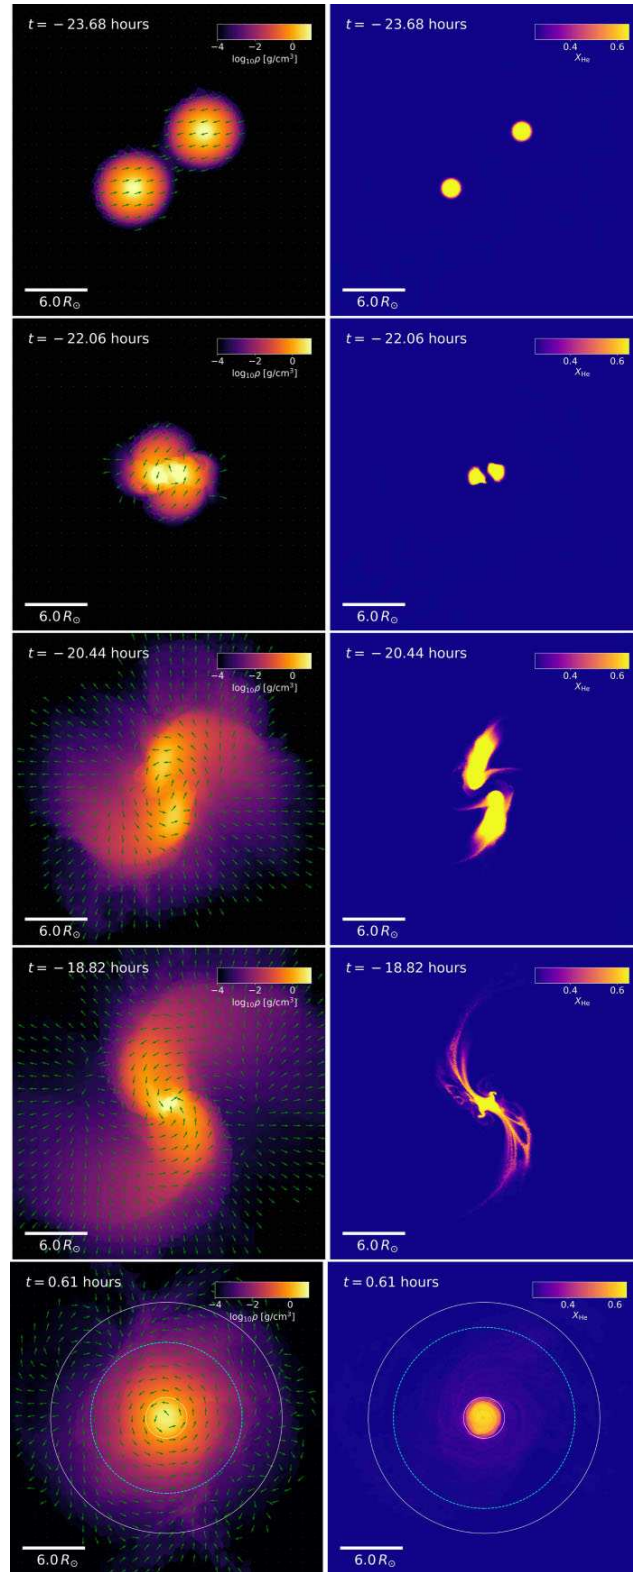 t = −23.68 hours
−4 −2 0
log₁₀ρ [g/cm³]
6.0 R⊙
t = −23.68 hours
0.4 0.6
X_He
6.0 R⊙
t = −22.06 hours
−4 −2 0
log₁₀ρ [g/cm³]
6.0 R⊙
t = −22.06 hours
0.4 0.6
X_He
6.0 R⊙
t = −20.44 hours
−4 −2 0
log₁₀ρ [g/cm³]
6.0 R⊙
t = −20.44 hours
0.4 0.6
X_He
6.0 R⊙
t = −18.82 hours
−4 −2 0
log₁₀ρ [g/cm³]
6.0 R⊙
t = −18.82 hours
0.4 0.6
X_He
6.0 R⊙
t = 0.61 hours
−4 −2 0
log₁₀ρ [g/cm³]
6.0 R⊙
t = 0.61 hours
0.4 0.6
X_He
6.0 R⊙